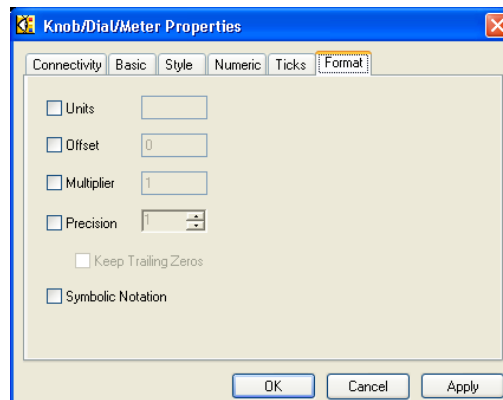 Knob/Dial/Meter Properties
Connectivity Basic Style Numeric Ticks Format
Units
Offset 0
Multiplier 1
Precision 1
Keep Trailing Zeros
Symbolic Notation
OK Cancel Apply